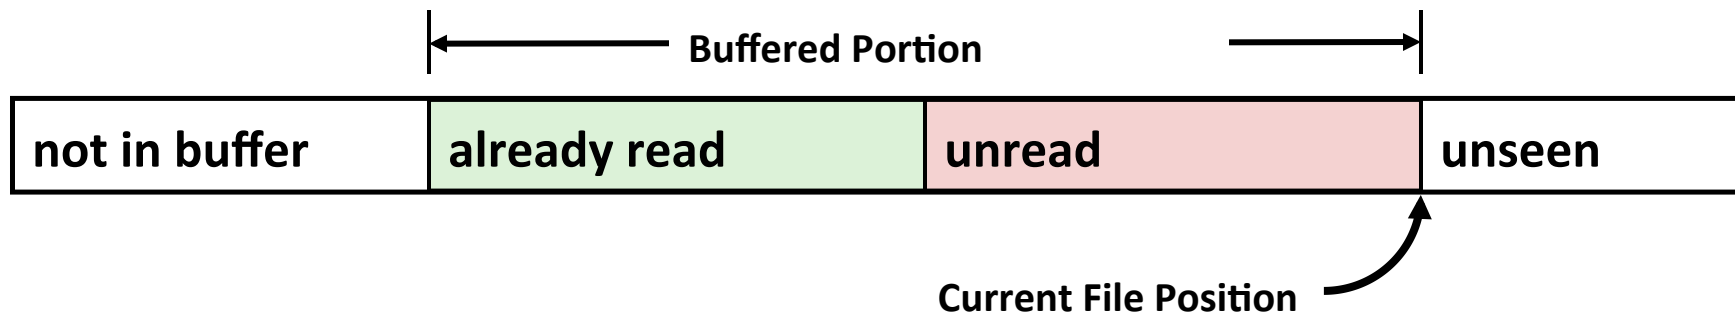 Buffered Portion
not in buffer
already read
unread
unseen
Current File Position